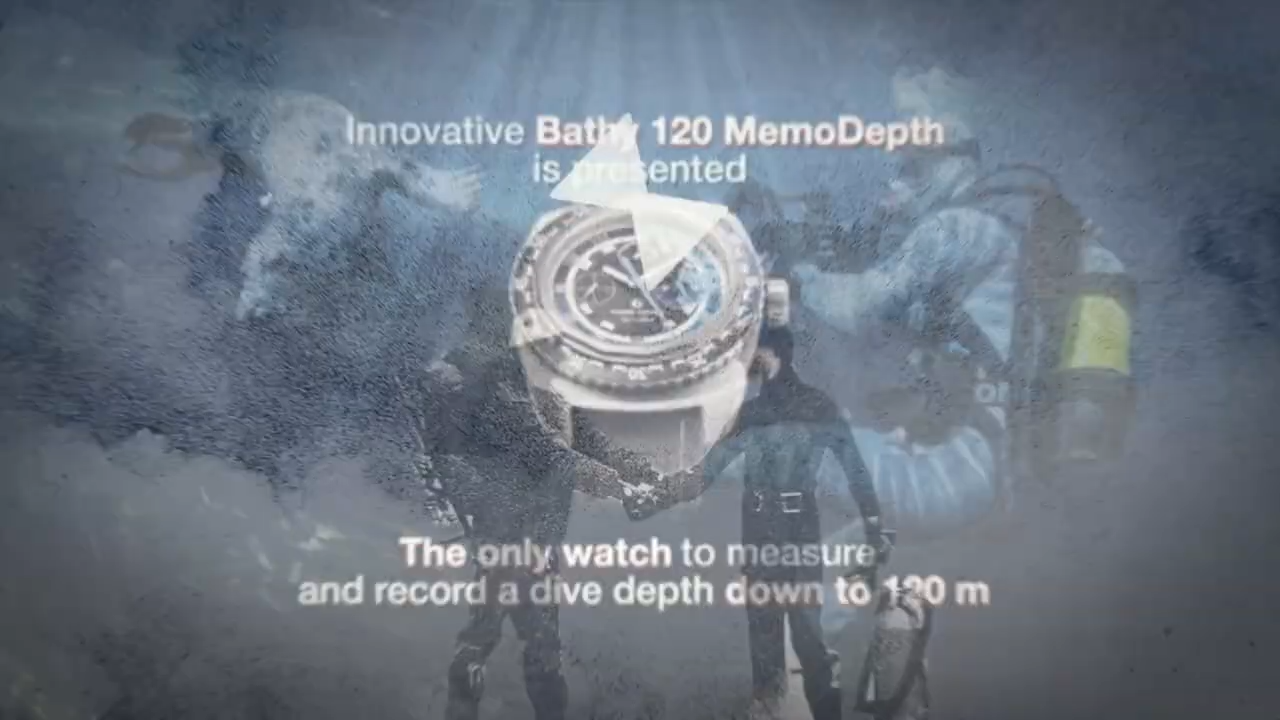 Innovative Bathy 120 MemoDepth
is presented
The only watch to measure
and record a dive depth down to 120 m